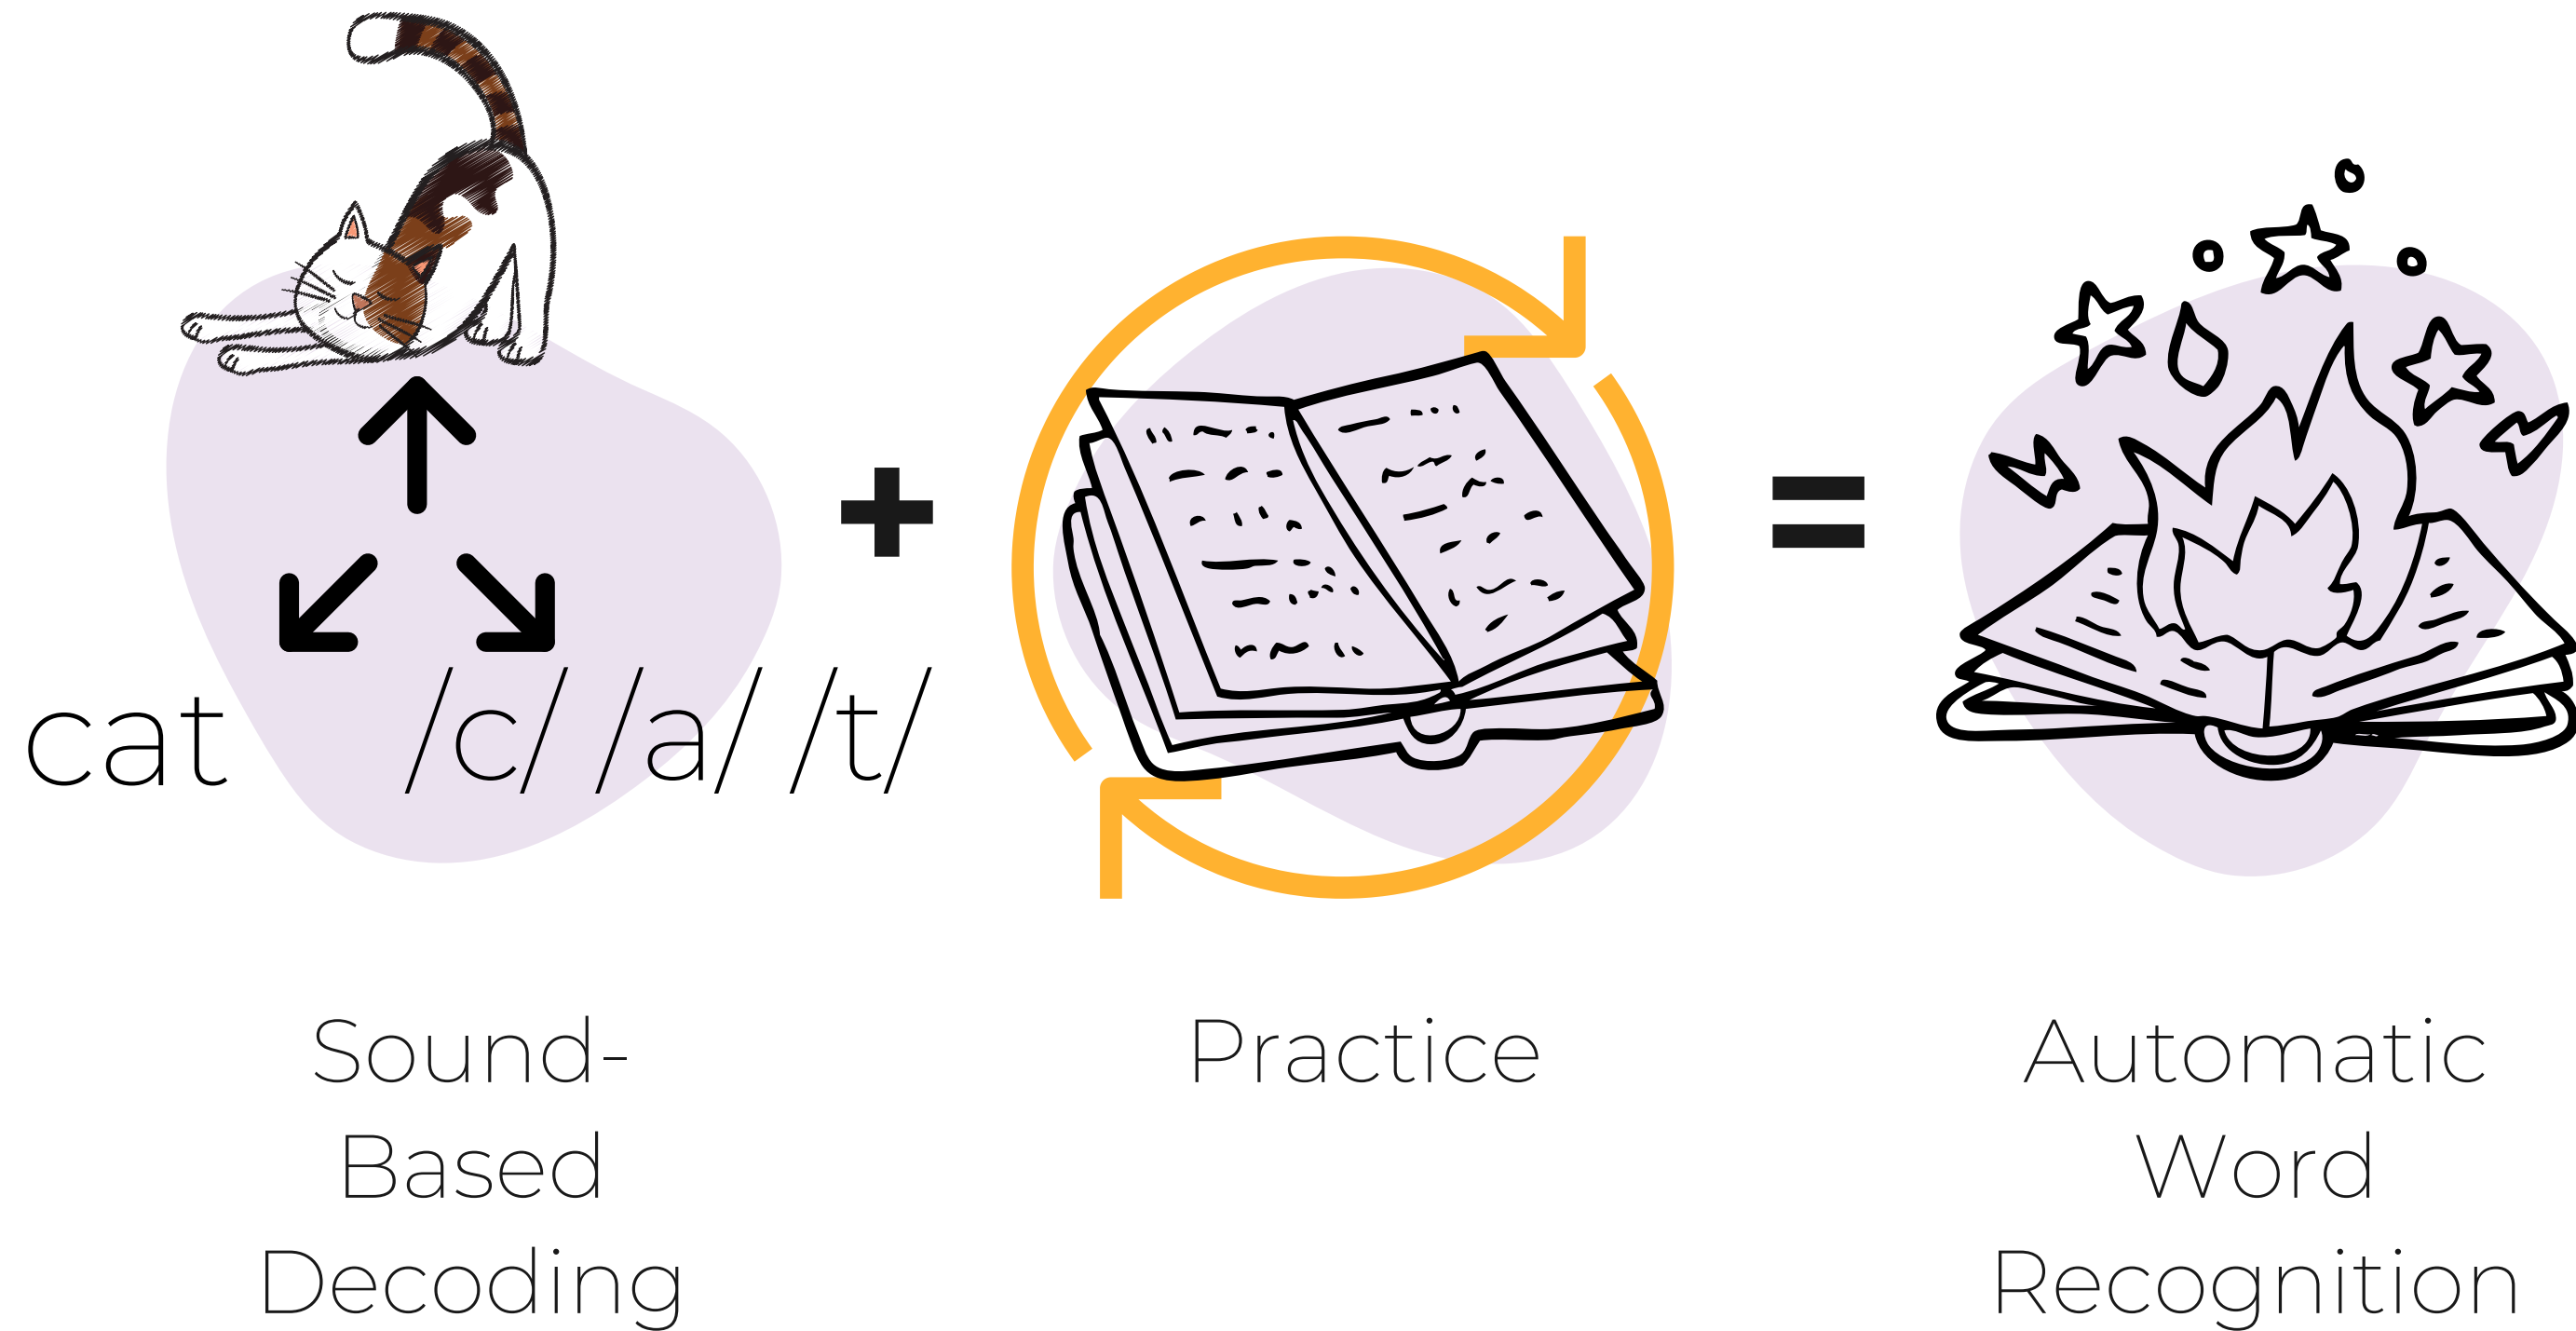 +
=
cat /c/ /a/ /t/
Sound-
Based
Decoding
Practice
Automatic
Word
Recognition